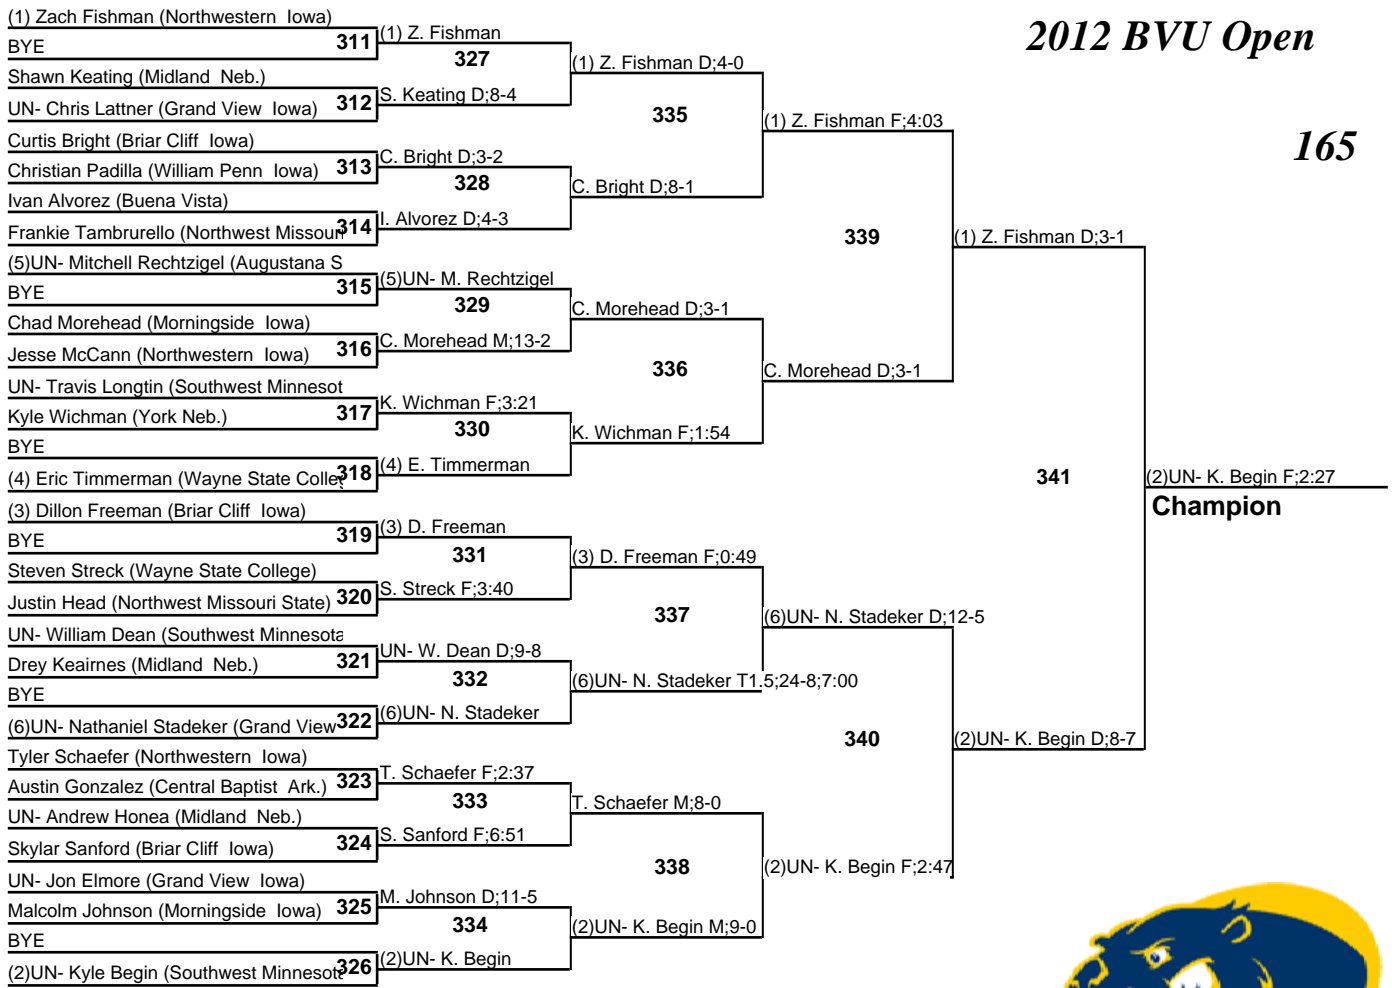 2012 BVU Open
165
(1) Zach Fishman (Northwestern Iowa)
BYE
311
(1) Z. Fishman
327
Shawn Keating (Midland Neb.)
UN- Chris Lattner (Grand View Iowa)
312
S. Keating D;8-4
(1) Z. Fishman D;4-0
335
Curtis Bright (Briar Cliff Iowa)
Christian Padilla (William Penn Iowa)
313
C. Bright D;3-2
328
Ivan Alvorez (Buena Vista)
Frankie Tambrurello (Northwest Missouri
314
I. Alvorez D;4-3
C. Bright D;8-1
(1) Z. Fishman F;4:03
339
(5)UN- Mitchell Rechtzigel (Augustana S
BYE
315
(5)UN- M. Rechtzigel
329
Chad Morehead (Morningside Iowa)
Jesse McCann (Northwestern Iowa)
316
C. Morehead M;13-2
C. Morehead D;3-1
336
UN- Travis Longtin (Southwest Minnesot
Kyle Wichman (York Neb.)
317
K. Wichman F;3:21
330
BYE
(4) Eric Timmerman (Wayne State Colleg
318
(4) E. Timmerman
K. Wichman F;1:54
C. Morehead D;3-1
(1) Z. Fishman D;3-1
341
(3) Dillon Freeman (Briar Cliff Iowa)
BYE
319
(3) D. Freeman
331
Steven Streck (Wayne State College)
Justin Head (Northwest Missouri State)
320
S. Streck F;3:40
(3) D. Freeman F;0:49
337
UN- William Dean (Southwest Minnesota
Drey Keairnes (Midland Neb.)
321
UN- W. Dean D;9-8
332
BYE
(6)UN- Nathaniel Stadeker (Grand View
322
(6)UN- N. Stadeker
(6)UN- N. Stadeker T1.5;24-8;7:00
(6)UN- N. Stadeker D;12-5
340
Tyler Schaefer (Northwestern Iowa)
Austin Gonzalez (Central Baptist Ark.)
323
T. Schaefer F;2:37
333
UN- Andrew Honea (Midland Neb.)
Skylar Sanford (Briar Cliff Iowa)
324
S. Sanford F;6:51
T. Schaefer M;8-0
338
UN- Jon Elmore (Grand View Iowa)
Malcolm Johnson (Morningside Iowa)
325
M. Johnson D;11-5
334
BYE
(2)UN- Kyle Begin (Southwest Minnesota
326
(2)UN- K. Begin
(2)UN- K. Begin M;9-0
(2)UN- K. Begin F;2:47
(2)UN- K. Begin D;8-7
(2)UN- K. Begin F;2:27
Champion